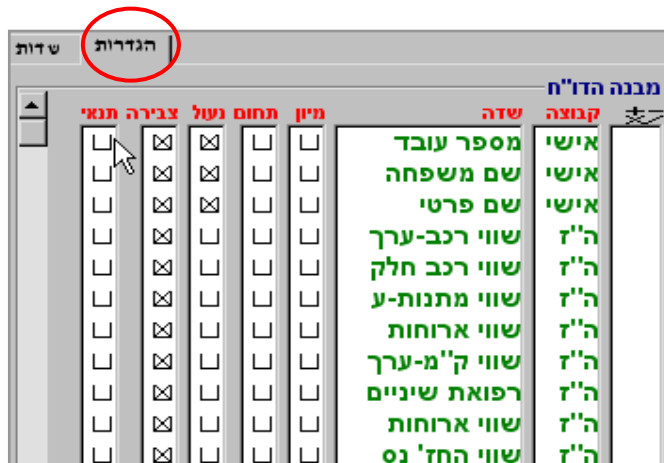 הגדרות שדות
מבנה הדו"ח
קבוצה שדה מיון תחום נעול צבירה תנאי
אישי מספר עובד
אישי שם משפחה
אישי שם פרטי
ה''ז שווי רכב-ערך
ה''ז שווי רכב חלק
ה''ז שווי מתנות-ע
ה''ז שווי ארוחות
ה''ז שווי ק''מ-ערך
ה''ז רפואת שיניים
ה''ז שווי ארוחות
ה''ז שווי החז' נס